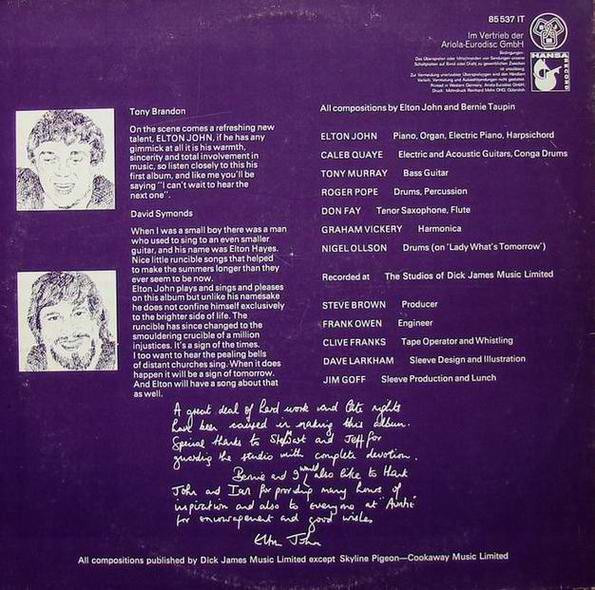 85 537 IT
Im Vertrieb der
Ariola-Eurodisc GmbH
HANSA
RECORD
Tony Brandon
On the scene comes a refreshing new
talent, ELTON JOHN, if he has any
gimmick at all it is his warmth,
sincerity and total involvement in
music, so listen closely to this his
first album, and like me you'll be
saying "I can't wait to hear the
next one".
David Symonds
When I was a small boy there was a man
who used to sing to an even smaller
guitar, and his name was Elton Hayes.
Nice little runcible songs that helped
to make the summers longer than they
ever seem to be now.
Elton John plays and sings and pleases
on this album but unlike his namesake
he does not confine himself exclusively
to the brighter side of life. The
runcible has since changed to the
smouldering crucible of a million
injustices. It's a sign of the times.
I too want to hear the pealing bells
of distant churches sing. When it does
happen it will be a sign of tomorrow.
And Elton will have a song about that
as well.
All compositions by Elton John and Bernie Taupin
ELTON JOHN Piano, Organ, Electric Piano, Harpsichord
CALEB QUAYE Electric and Acoustic Guitars, Conga Drums
TONY MURRAY Bass Guitar
ROGER POPE Drums, Percussion
DON FAY Tenor Saxophone, Flute
GRAHAM VICKERY Harmonica
NIGEL OLLSON Drums (on 'Lady What's Tomorrow')
Recorded at The Studios of Dick James Music Limited
STEVE BROWN Producer
FRANK OWEN Engineer
CLIVE FRANKS Tape Operator and Whistling
DAVE LARKHAM Sleeve Design and Illustration
JIM GOFF Sleeve Production and Lunch
A great deal of hard work and late nights
have been caused in making this album.
Special thanks to Stewart and Jeff for
guarding the studio with complete devotion.
Bernie and I would also like to thank
John and Ian for providing many hours of
inspiration and also to everyone at "Auntie"
for encouragement and good wishes
Elton John
All compositions published by Dick James Music Limited except Skyline Pigeon—Cookaway Music Limited